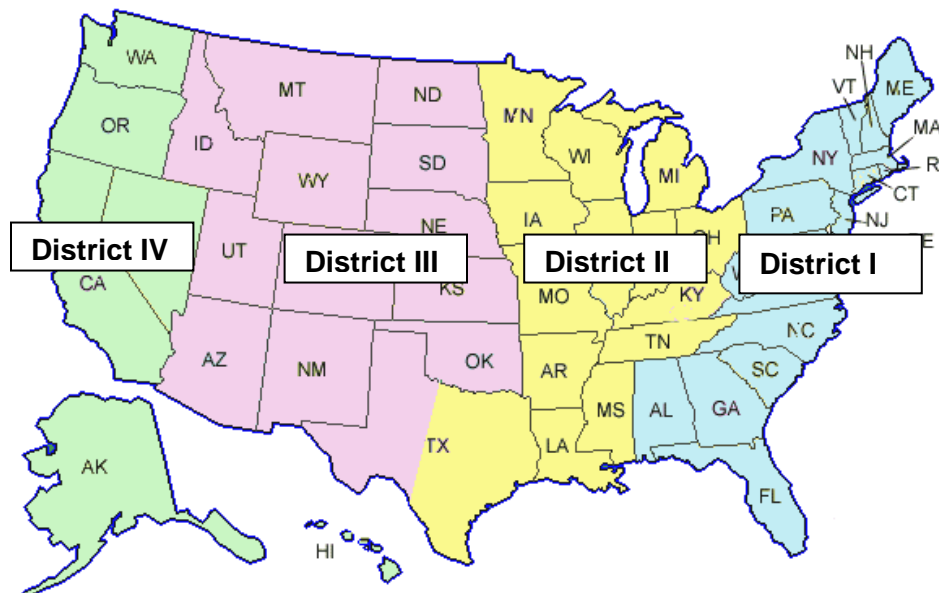 NH
WA
VT
ME
MT
ND
MN
OR
MA
ID
WI
NY
SD
MI
R
WY
CT
IA
PA
NE
NJ
OH
District IV
District III
District II
District I
E
UT
CA
KS
MO
KY
NC
TN
AZ
NM
OK
AR
SC
MS
AL
GA
TX
LA
AK
FL
HI